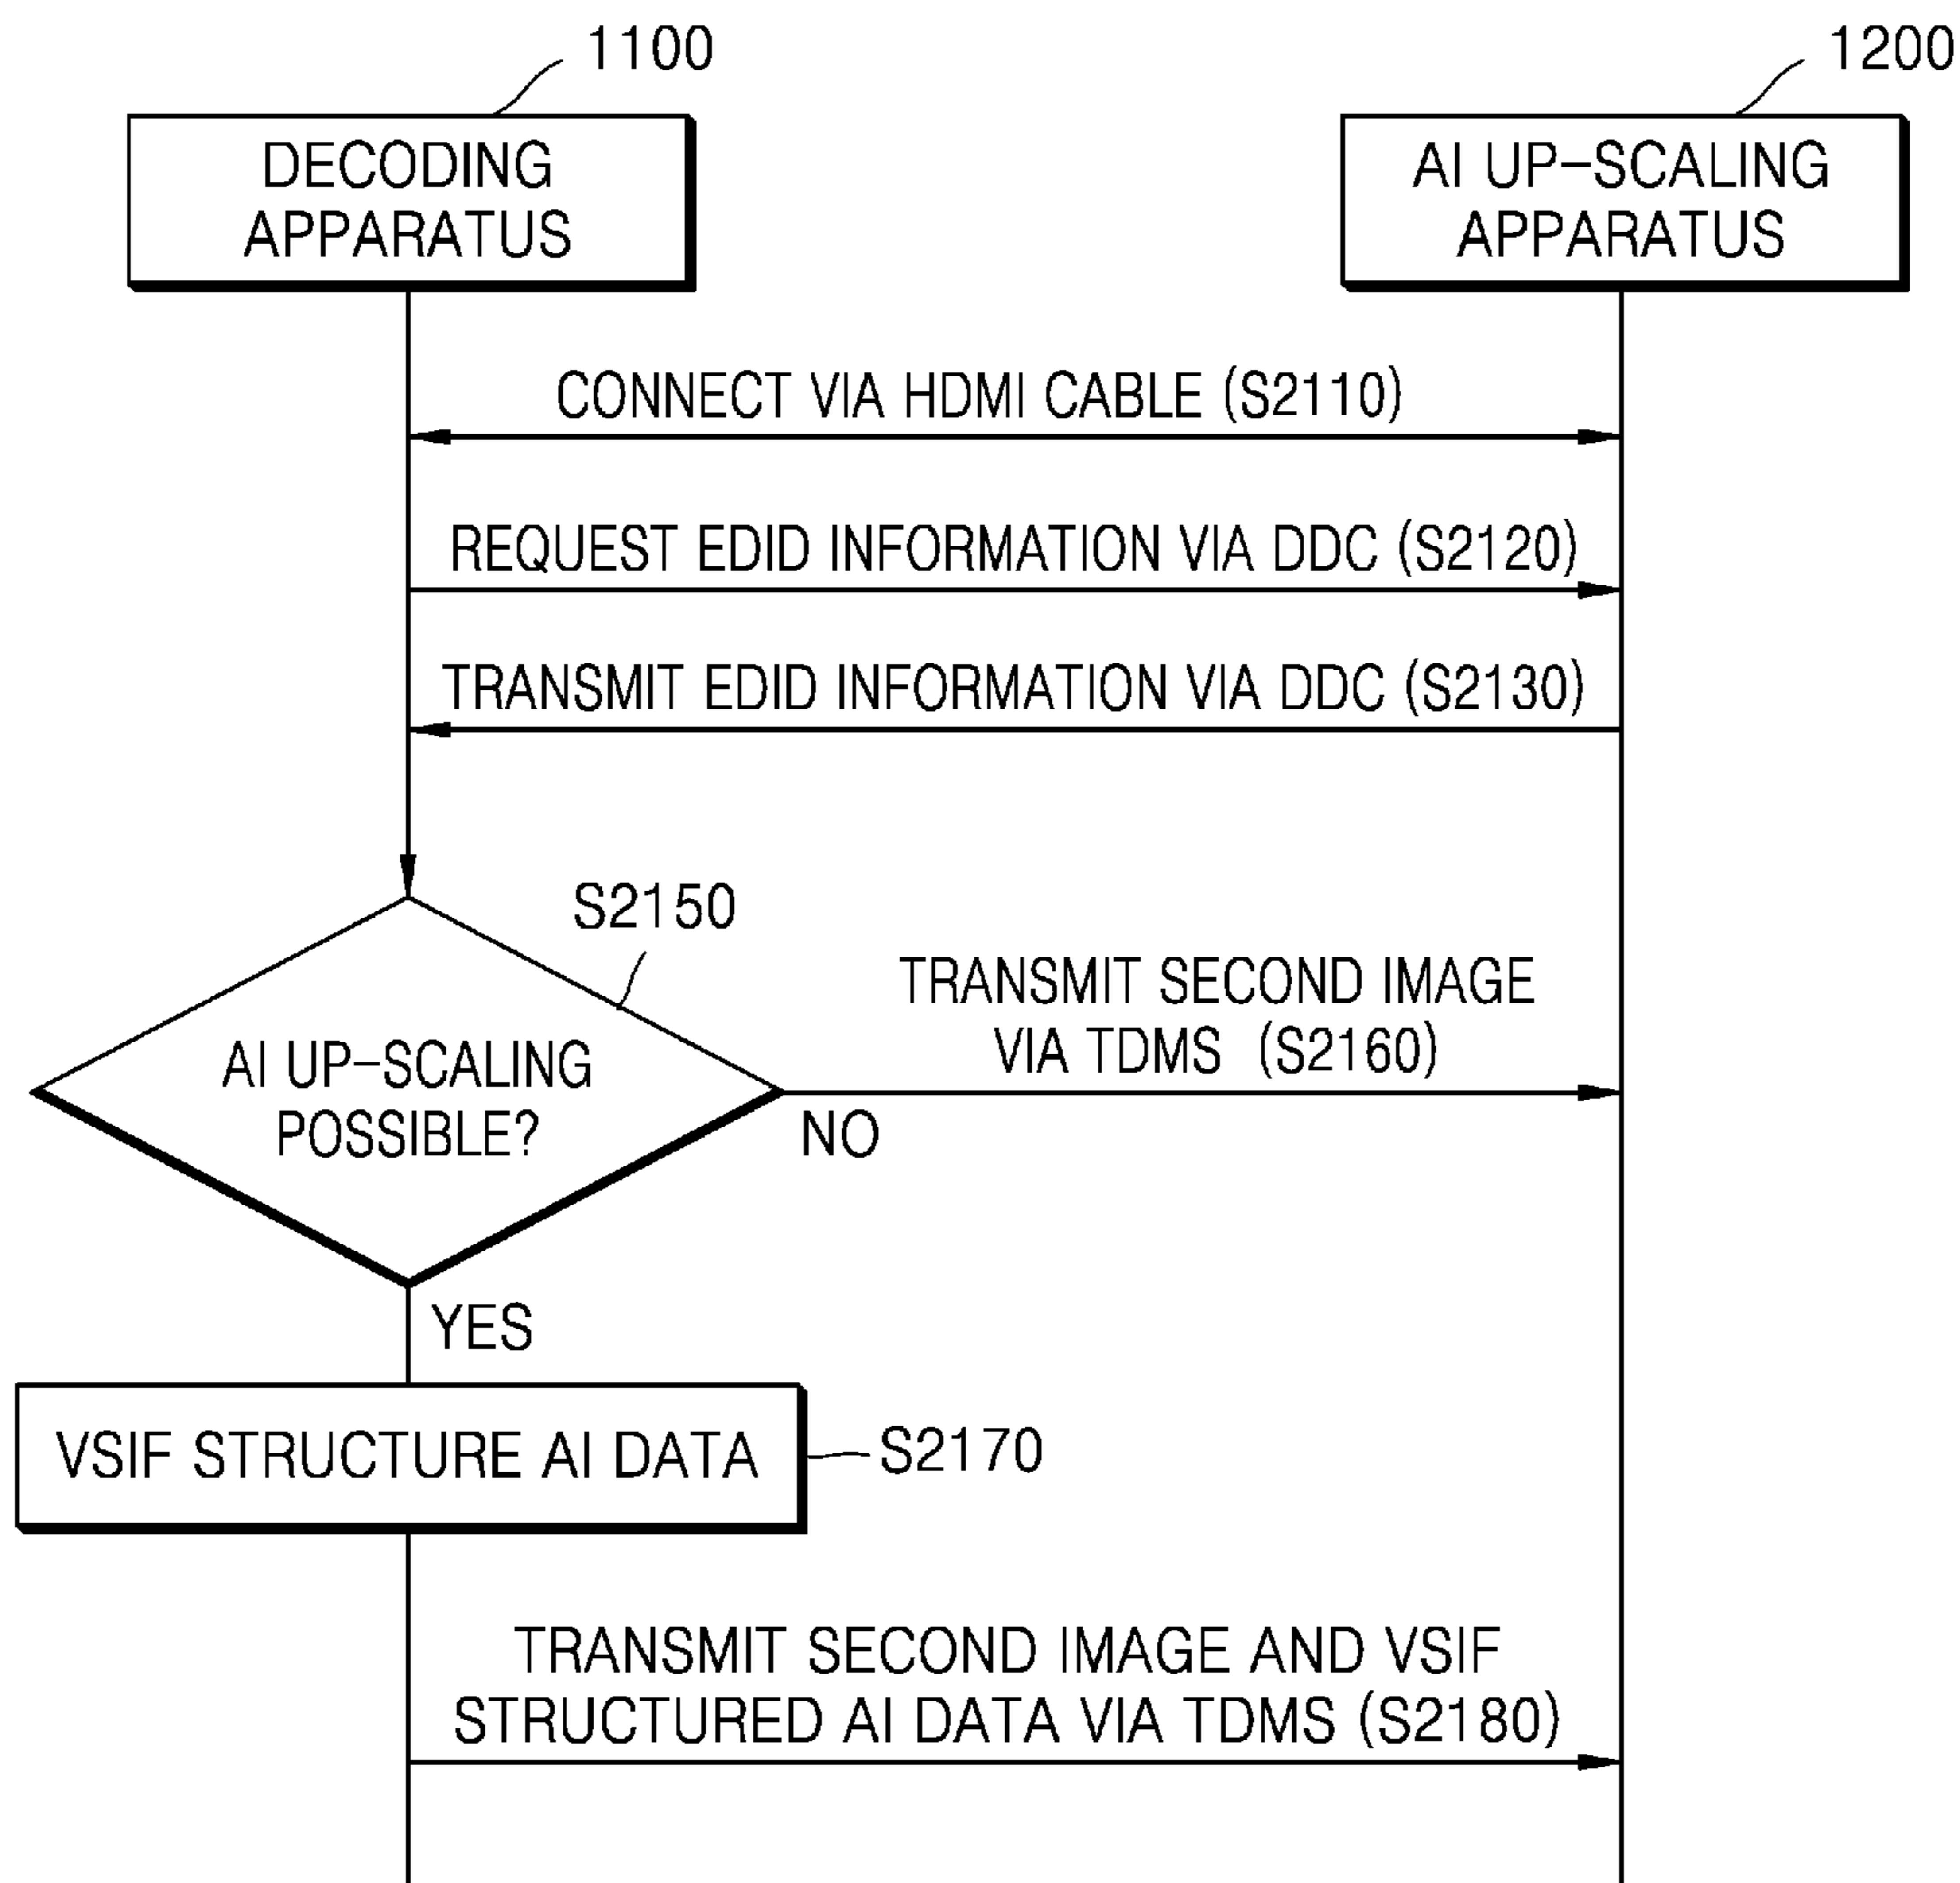 1100
1200
DECODING
APPARATUS
AI UP-SCALING
APPARATUS
CONNECT VIA HDMI CABLE (S2110)
REQUEST EDID INFORMATION VIA DDC (S2120)
TRANSMIT EDID INFORMATION VIA DDC (S2130)
S2150
AI UP-SCALING
POSSIBLE?
TRANSMIT SECOND IMAGE
VIA TDMS (S2160)
NO
YES
VSIF STRUCTURE AI DATA
S2170
TRANSMIT SECOND IMAGE AND VSIF
STRUCTURED AI DATA VIA TDMS (S2180)